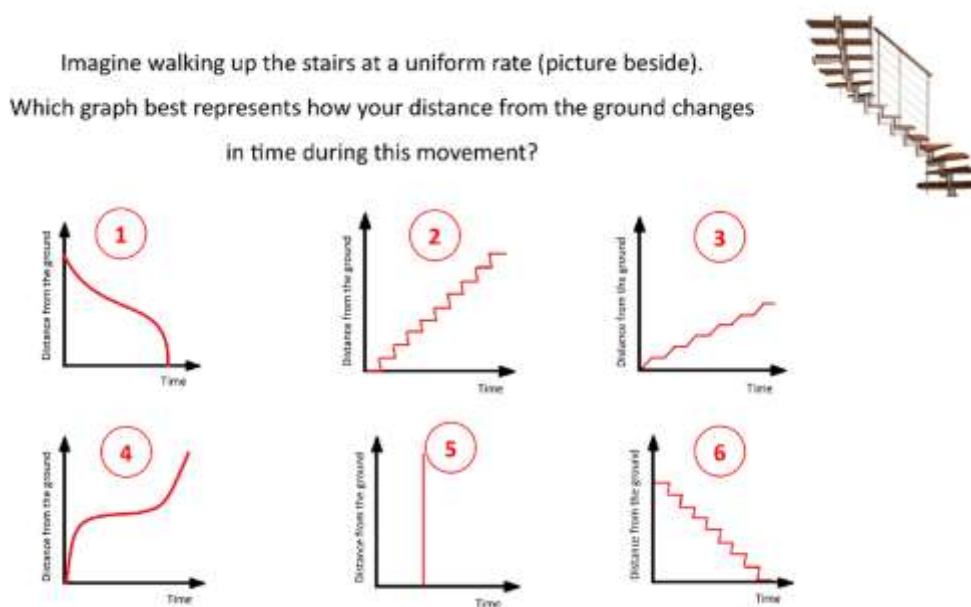 Imagine walking up the stairs at a uniform rate (picture beside).
Which graph best represents how your distance from the ground changes
in time during this movement?
1
Distance from the ground
Time
2
Distance from the ground
Time
3
Distance from the ground
Time
4
Distance from the ground
Time
5
Distance from the ground
Time
6
Distance from the ground
Time